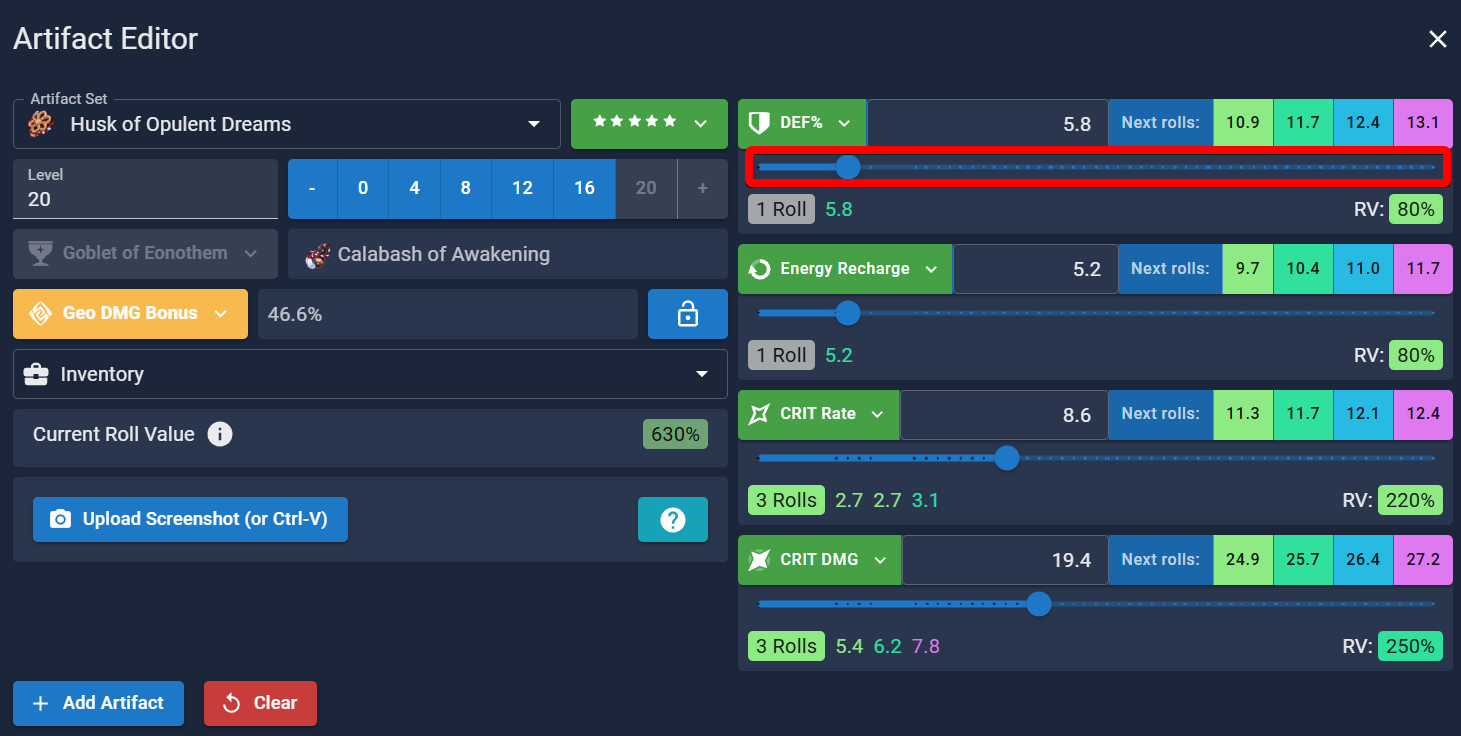 Artifact Editor
Artifact Set
Husk of Opulent Dreams
Level
20
- 0 4 8 12 16 20 +
Goblet of Eonothem
Calabash of Awakening
Geo DMG Bonus
46.6%
Inventory
Current Roll Value
630%
Upload Screenshot (or Ctrl-V)
?
+ Add Artifact
Clear
DEF% 5.8 Next rolls: 10.9 11.7 12.4 13.1
1 Roll 5.8 RV: 80%
Energy Recharge 5.2 Next rolls: 9.7 10.4 11.0 11.7
1 Roll 5.2 RV: 80%
CRIT Rate 8.6 Next rolls: 11.3 11.7 12.1 12.4
3 Rolls 2.7 2.7 3.1 RV: 220%
CRIT DMG 19.4 Next rolls: 24.9 25.7 26.4 27.2
3 Rolls 5.4 6.2 7.8 RV: 250%